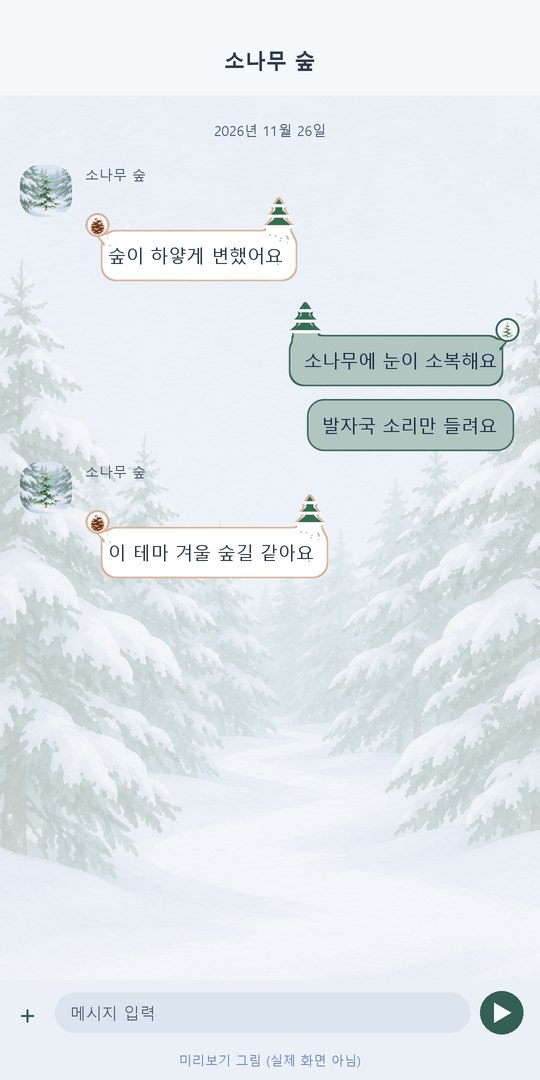 소나무 숲
2026년 11월 26일
소나무 숲
숲이 하얗게 변했어요
소나무에 눈이 소복해요
발자국 소리만 들려요
소나무 숲
이 테마 겨울 숲길 같아요
메시지 입력
미리보기 그림 (실제 화면 아님)